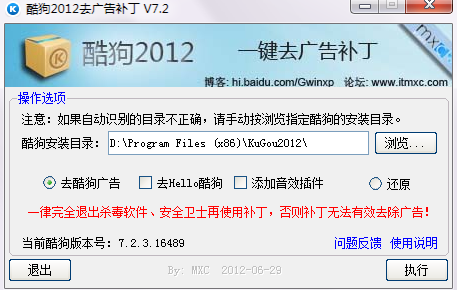 酷狗2012去广告补丁 V7.2
酷狗2012
一键去广告补丁
mxc
博客: hi.baidu.com/Gwinxp 论坛: www.itmxc.com
操作选项
注意：如果自动识别的目录不正确，请手动按浏览指定酷狗的安装目录。
酷狗安装目录： D:\Program Files (x86)\KuGou2012\ 浏览...
去酷狗广告 去Hello酷狗 添加音效插件 还原
一律完全退出杀毒软件、安全卫士再使用补丁，否则补丁无法有效去除广告！
当前酷狗版本号：7.2.3.16489 问题反馈 使用说明
退出 By: MXC 2012-06-29 执行